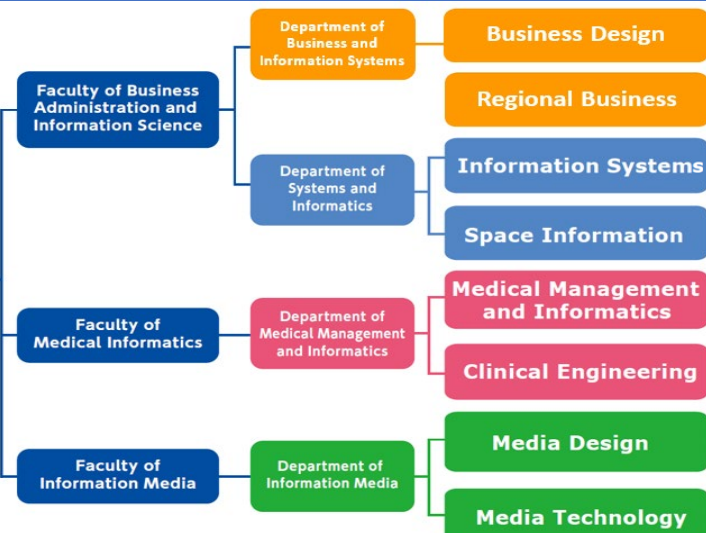 Faculty of Business
Administration and
Information Science
Department of
Business and
Information Systems
Business Design
Regional Business
Department of
Systems and
Informatics
Information Systems
Space Information
Faculty of
Medical Informatics
Department of
Medical Management
and Informatics
Medical Management
and Informatics
Clinical Engineering
Faculty of
Information Media
Department of
Information Media
Media Design
Media Technology